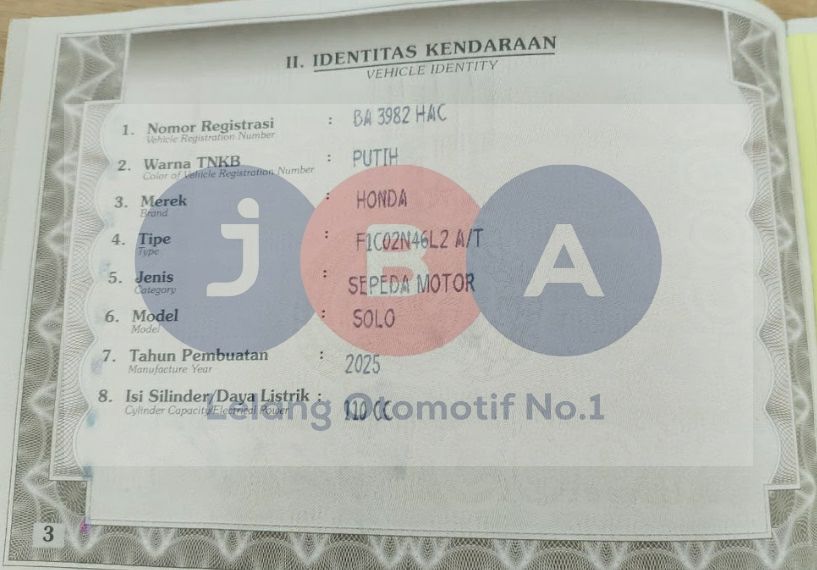 II. IDENTITAS KENDARAAN
VEHICLE IDENTITY
1. Nomor Registrasi : BA 3982 HAC
Vehicle Registration Number
2. Warna TNKB : PUTIH
Color of Vehicle Registration Number
3. Merek : HONDA
Brand
4. Tipe : F1C02N46L2 A/T
Type
5. Jenis : SEPEDA MOTOR
Category
6. Model : SOLO
Model
7. Tahun Pembuatan : 2025
Manufacture Year
8. Isi Silinder/Daya Listrik : 110 CC
Cylinder Capacity/Electrical Power
JBA
Lelang Otomotif No.1
3